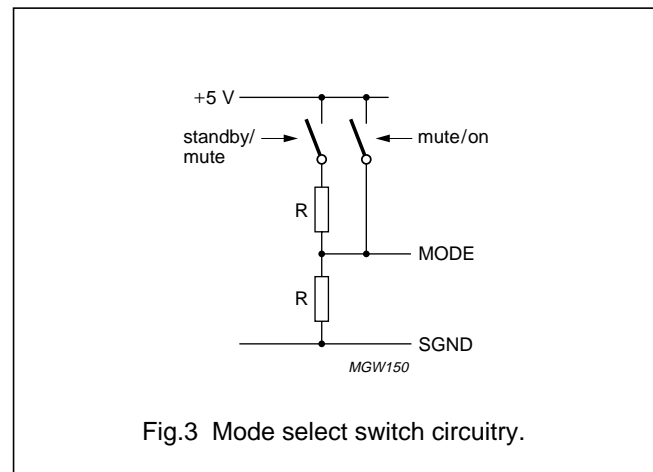 +5 V
standby/
mute
mute/on
R
MODE
R
SGND
MGW150
Fig.3 Mode select switch circuitry.